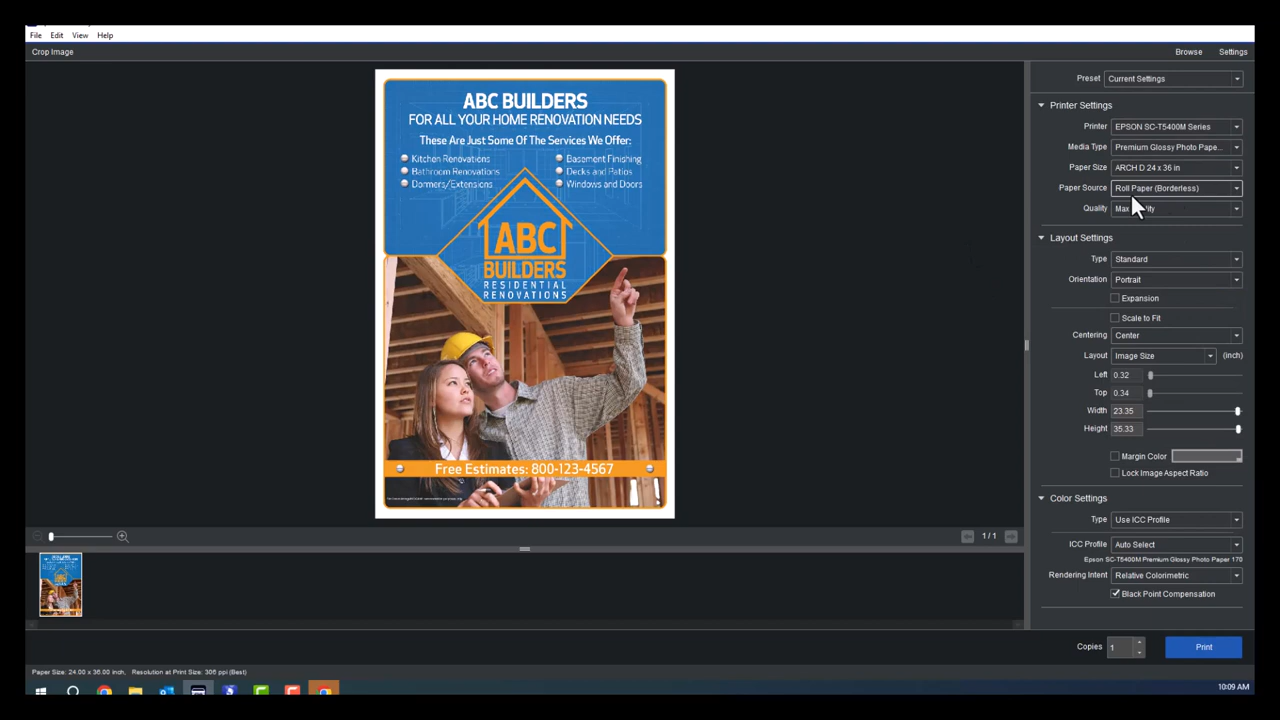 File Edit View Help
Crop Image Browse Settings
Preset Current Settings
Printer Settings
Printer EPSON SC-T5400M Series
Media Type Premium Glossy Photo Pape...
Paper Size ARCH D 24 x 36 in
Paper Source Roll Paper (Borderless)
Quality Max
Layout Settings
Type Standard
Orientation Portrait
Expansion
Scale to Fit
Centering Center
Layout Image Size (inch)
Left 0.32
Top 0.34
Width 23.35
Height 35.33
Margin Color
Lock Image Aspect Ratio
Color Settings
Type Use ICC Profile
ICC Profile Auto Select
Epson SC-T5400M Premium Glossy Photo Paper 170
Rendering Intent Relative Colorimetric
Black Point Compensation
Copies 1 Print
ABC BUILDERS
FOR ALL YOUR HOME RENOVATION NEEDS
These Are Just Some Of The Services We Offer:
Kitchen Renovations
Bathroom Renovations
Dormers/Extensions
Basement Finishing
Decks and Patios
Windows and Doors
ABC
BUILDERS
RESIDENTIAL
RENOVATIONS
Free Estimates: 800-123-4567
1/1
Paper Size: 24.00 x 36.00 inch, Resolution at Print Size: 306 ppi (Best)
10:09 AM